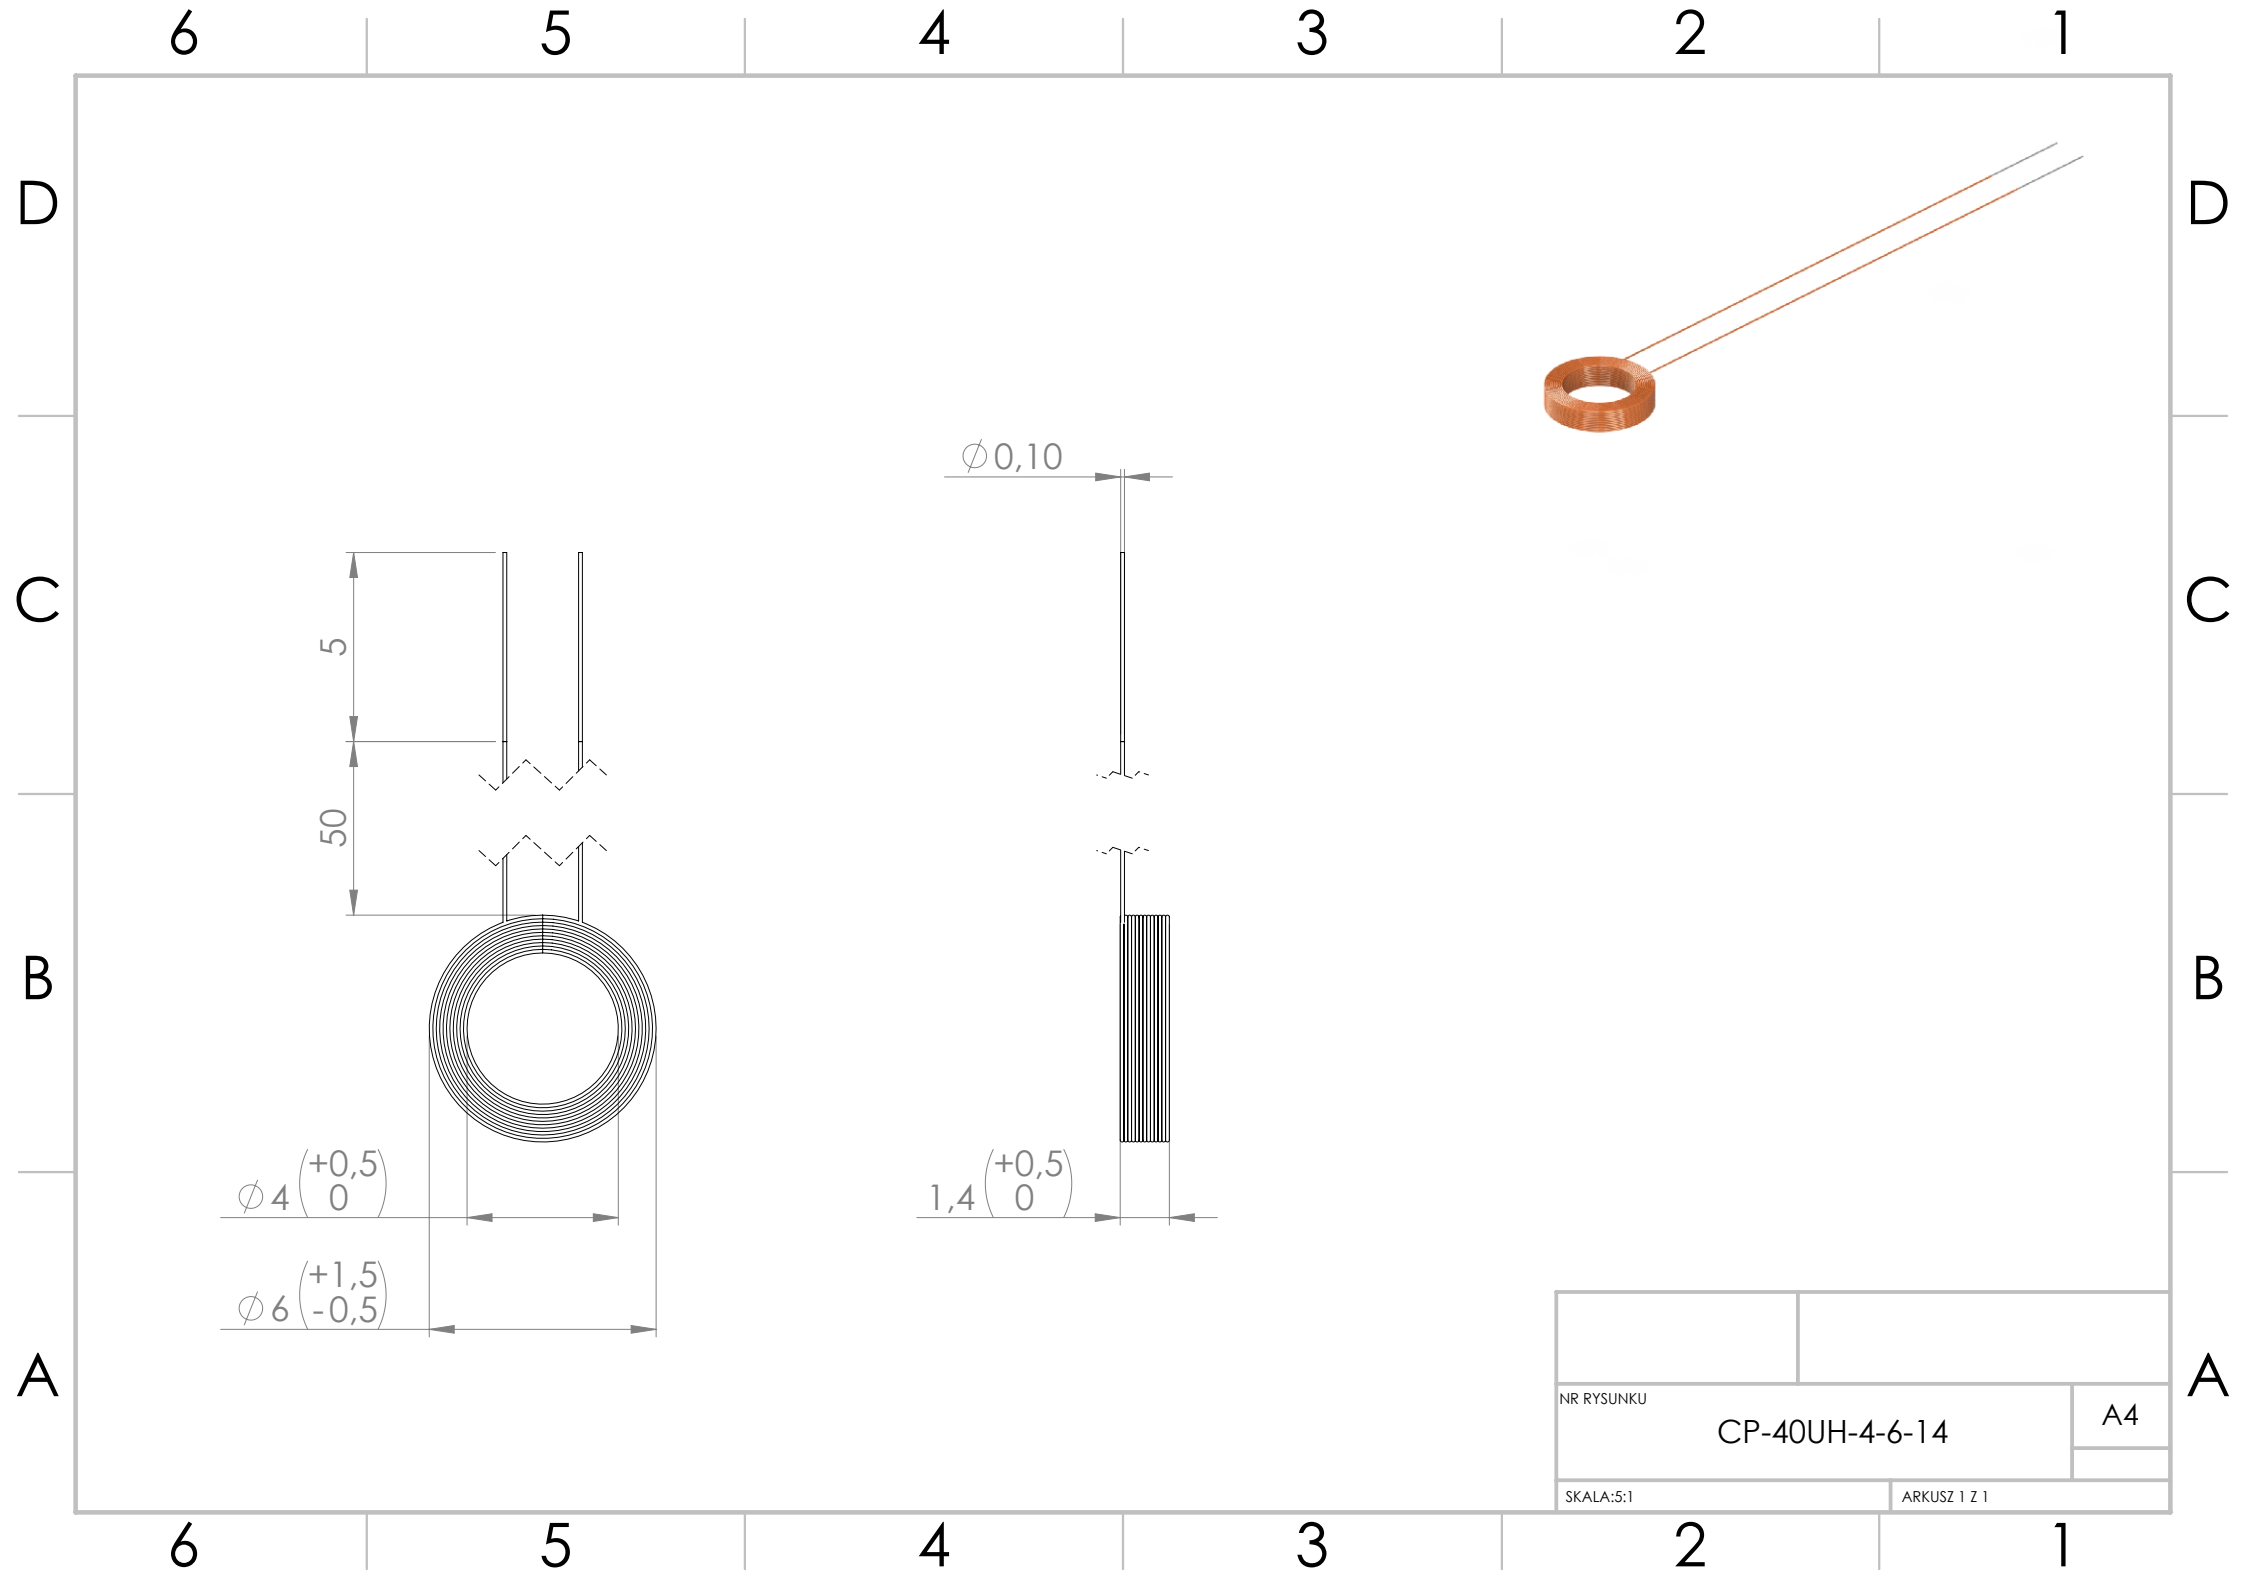 6 5 4 3 2 1
D D
⌀0,10
C C
5
50
B B
⌀4 (+0,5 0)
1,4 (+0,5 0)
⌀6 (+1,5 -0,5)
A A
NR RYSUNKU
CP-40UH-4-6-14
A4
SKALA:5:1
ARKUSZ 1 Z 1
6 5 4 3 2 1